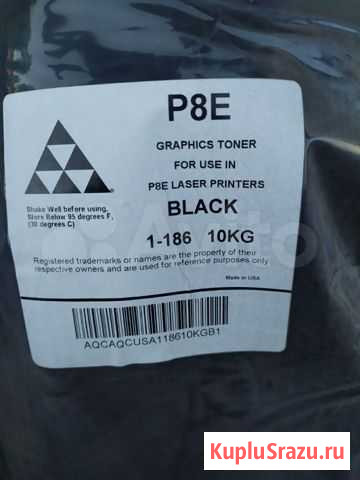 P8E
GRAPHICS TONER
FOR USE IN
P8E LASER PRINTERS
BLACK
1-186 10KG
Shake Well before using,
Store Below 95 degrees F,
(30 degrees C)
Registered trademarks or names are the property of their
respective owners and are used for reference purposes only
Made in USA
AQCAQCUSA118610KGB1
Avito
KupluSrazu.ru